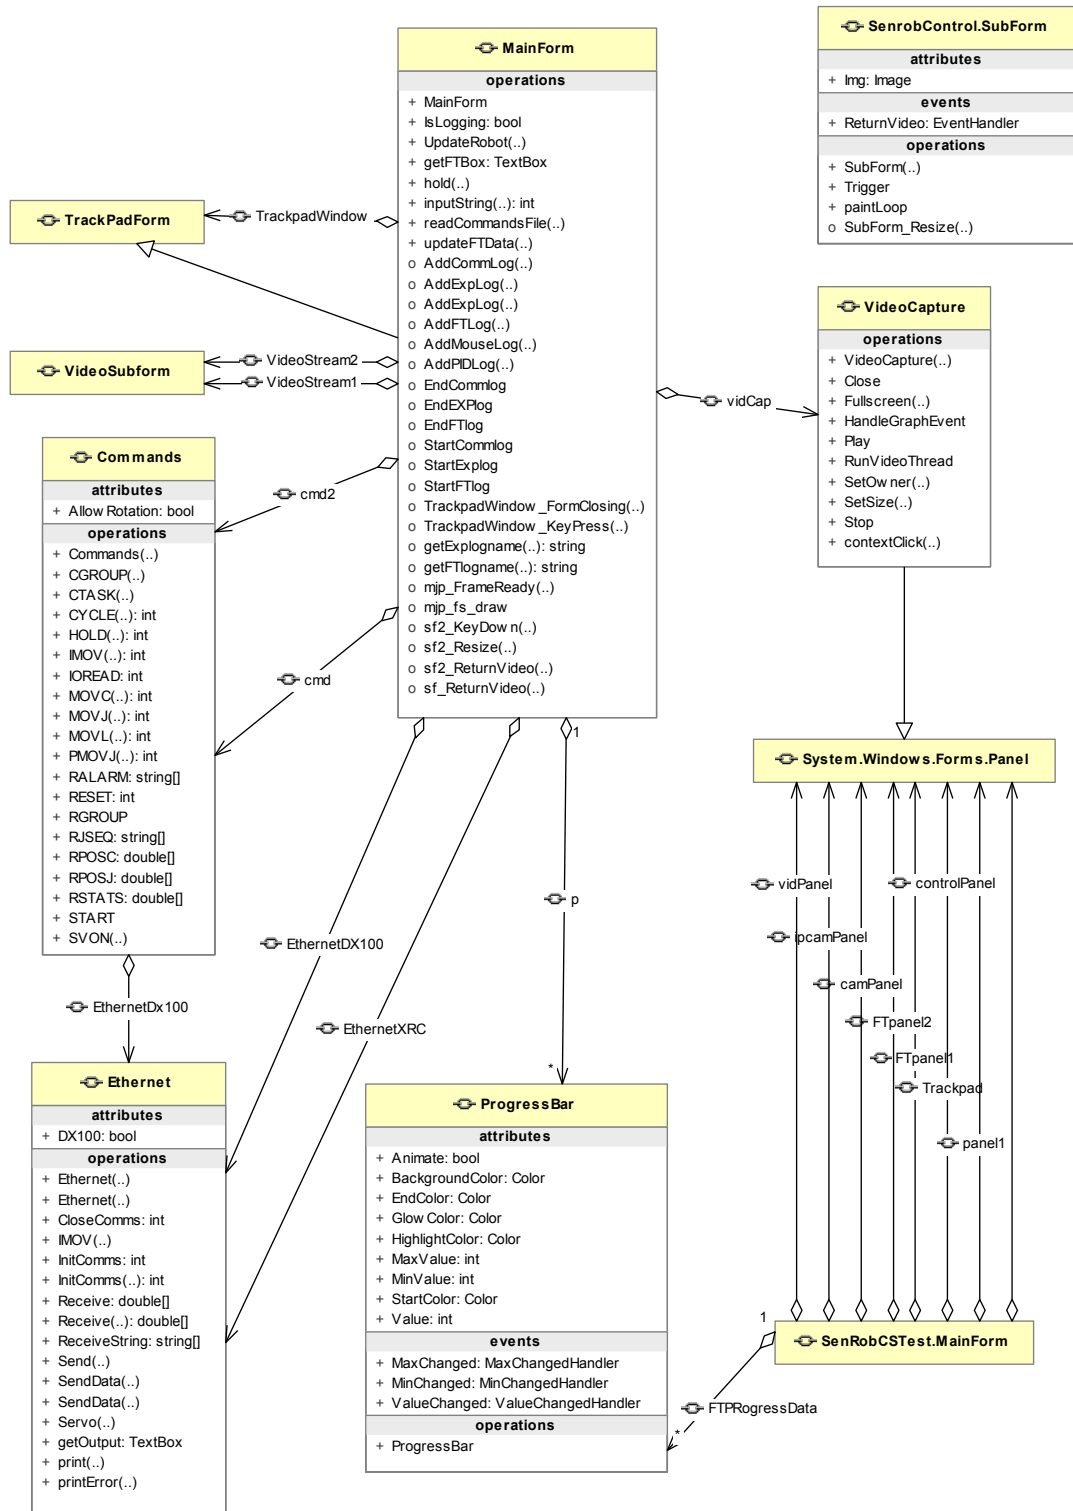 MainForm
operations
+ MainForm
+ IsLogging: bool
+ UpdateRobot(..)
+ getFTBox: TextBox
+ hold(..)
+ inputString(..): int
+ readCommandsFile(..)
+ updateFTData(..)
o AddCommLog(..)
o AddExpLog(..)
o AddExpLog(..)
o AddFTLog(..)
o AddMouseLog(..)
o AddPIDLog(..)
o EndCommlog
o EndEXPlog
o EndFTlog
o StartCommlog
o StartExplog
o StartFTlog
o TrackpadWindow_FormClosing(..)
o TrackpadWindow_KeyPress(..)
o getExplogname(..): string
o getFTlogname(..): string
o mjp_FrameReady(..)
o mjp_fs_draw
o sf2_KeyDown(..)
o sf2_Resize(..)
o sf2_ReturnVideo(..)
o sf_ReturnVideo(..)
SenrobControl.SubForm
attributes
+ Img: Image
events
+ ReturnVideo: EventHandler
operations
+ SubForm(..)
+ Trigger
+ paintLoop
o SubForm_Resize(..)
TrackPadForm
TrackpadWindow
VideoSubform
VideoStream2
VideoStream1
VideoCapture
operations
+ VideoCapture(..)
+ Close
+ Fullscreen(..)
+ HandleGraphEvent
+ Play
+ RunVideoThread
+ SetOwner(..)
+ SetSize(..)
+ Stop
+ contextClick(..)
vidCap
Commands
attributes
+ AllowRotation: bool
operations
+ Commands(..)
+ CGROUP(..)
+ CTASK(..)
+ CYCLE(..): int
+ HOLD(..): int
+ IMOV(..): int
+ IOREAD: int
+ MOVC(..): int
+ MOVJ(..): int
+ MOVL(..): int
+ PMOVJ(..): int
+ RALARM: string[]
+ RESET: int
+ RGROUP
+ RJSEQ: string[]
+ RPOSC: double[]
+ RPOSJ: double[]
+ RSTATS: double[]
+ START
+ SVON(..)
cmd2
cmd
1
p
*
EthernetDX100
EthernetXRC
EthernetDx100
System.Windows.Forms.Panel
vidPanel
controlPanel
ipcamPanel
camPanel
FTpanel2
FTpanel1
Trackpad
panel1
Ethernet
attributes
+ DX100: bool
operations
+ Ethernet(..)
+ Ethernet(..)
+ CloseComms: int
+ IMOV(..)
+ InitComms: int
+ InitComms(..): int
+ Receive: double[]
+ Receive(..): double[]
+ ReceiveString: string[]
+ Send(..)
+ SendData(..)
+ SendData(..)
+ Servo(..)
+ getOutput: TextBox
+ print(..)
+ printError(..)
ProgressBar
attributes
+ Animate: bool
+ BackgroundColor: Color
+ EndColor: Color
+ GlowColor: Color
+ HighlightColor: Color
+ MaxValue: int
+ MinValue: int
+ StartColor: Color
+ Value: int
events
+ MaxChanged: MaxChangedHandler
+ MinChanged: MinChangedHandler
+ ValueChanged: ValueChangedHandler
operations
+ ProgressBar
1
SenRobCSTest.MainForm
FTPRogressData
*